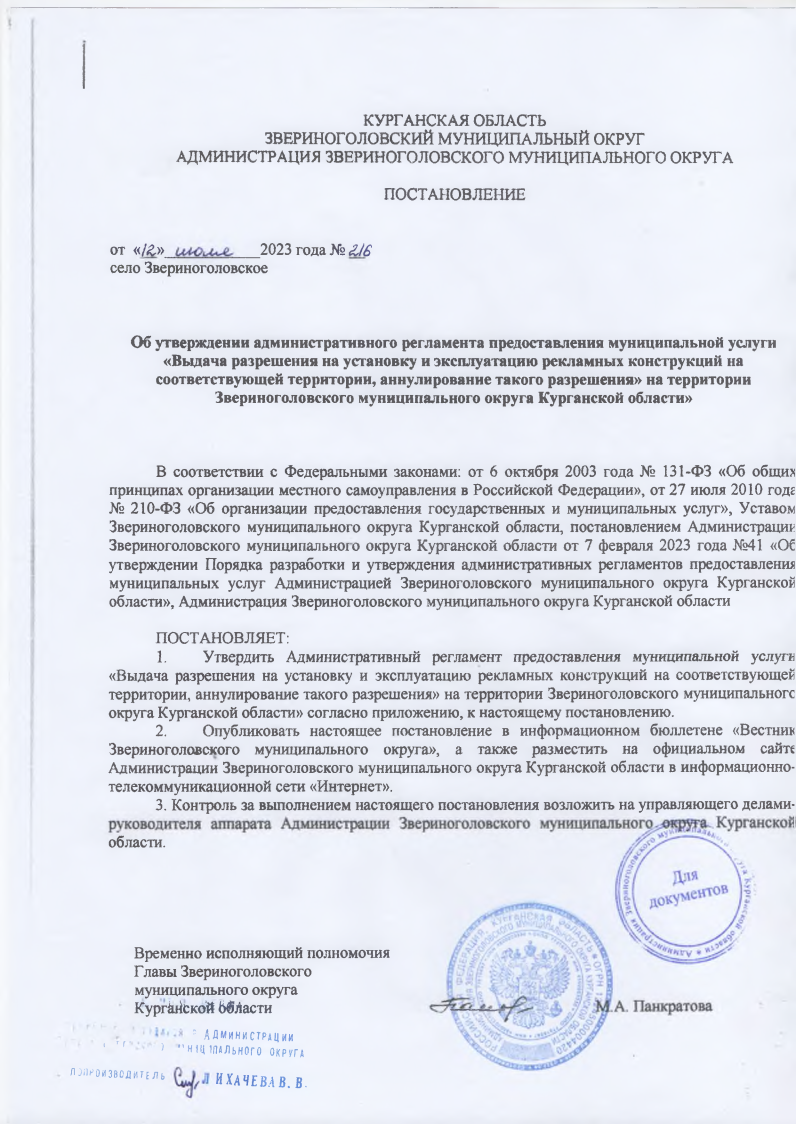 КУРГАНСКАЯ ОБЛАСТЬ
ЗВЕРИНОГОЛОВСКИЙ МУНИЦИПАЛЬНЫЙ ОКРУГ
АДМИНИСТРАЦИЯ ЗВЕРИНОГОЛОВСКОГО МУНИЦИПАЛЬНОГО ОКРУГА
ПОСТАНОВЛЕНИЕ
от «12» июле 2023 года № 216
село Звериноголовское
Об утверждении административного регламента предоставления муниципальной услуги
«Выдача разрешения на установку и эксплуатацию рекламных конструкций на
соответствующей территории, аннулирование такого разрешения» на территории
Звериноголовского муниципального округа Курганской области»
В соответствии с Федеральными законами: от 6 октября 2003 года № 131-ФЗ «Об общих
принципах организации местного самоуправления в Российской Федерации», от 27 июля 2010 года
№ 210-ФЗ «Об организации предоставления государственных и муниципальных услуг», Уставом
Звериноголовского муниципального округа Курганской области, постановлением Администрации
Звериноголовского муниципального округа Курганской области от 7 февраля 2023 года №41 «Об
утверждении Порядка разработки и утверждения административных регламентов предоставления
муниципальных услуг Администрацией Звериноголовского муниципального округа Курганской
области», Администрация Звериноголовского муниципального округа Курганской области
ПОСТАНОВЛЯЕТ:
1. Утвердить Административный регламент предоставления муниципальной услуги
«Выдача разрешения на установку и эксплуатацию рекламных конструкций на соответствующей
территории, аннулирование такого разрешения» на территории Звериноголовского муниципального
округа Курганской области» согласно приложению, к настоящему постановлению.
2. Опубликовать настоящее постановление в информационном бюллетене «Вестник
Звериноголовского муниципального округа», а также разместить на официальном сайте
Администрации Звериноголовского муниципального округа Курганской области в информационно-
телекоммуникационной сети «Интернет».
3. Контроль за выполнением настоящего постановления возложить на управляющего делами-
руководителя аппарата Администрации Звериноголовского муниципального округа Курганской
области.
Для
документов
Временно исполняющий полномочия
Главы Звериноголовского
муниципального округа
Курганской области М.А. Панкратова
АДМИНИСТРАЦИИ
МУНИЦИПАЛЬНОГО ОКРУГА
ЛОПРОИЗВОДИТЕЛЬ ЛИХАЧЕВА В. В.